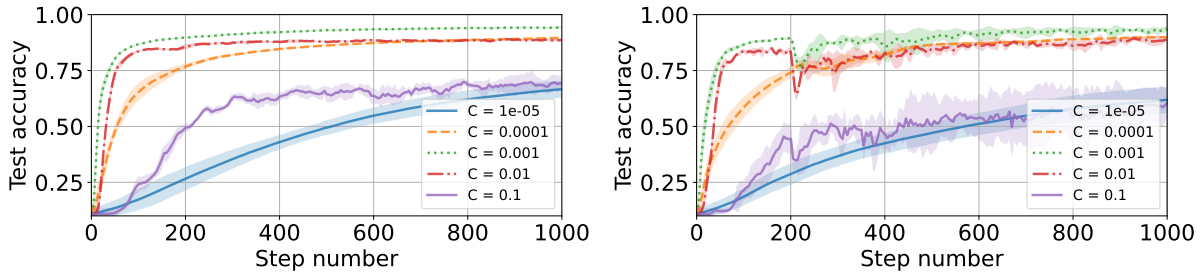 Test accuracy
1.00
0.75
0.50
0.25
C = 1e-05
C = 0.0001
C = 0.001
C = 0.01
C = 0.1
0 200 400 600 800 1000
Step number
Test accuracy
1.00
0.75
0.50
0.25
C = 1e-05
C = 0.0001
C = 0.001
C = 0.01
C = 0.1
0 200 400 600 800 1000
Step number